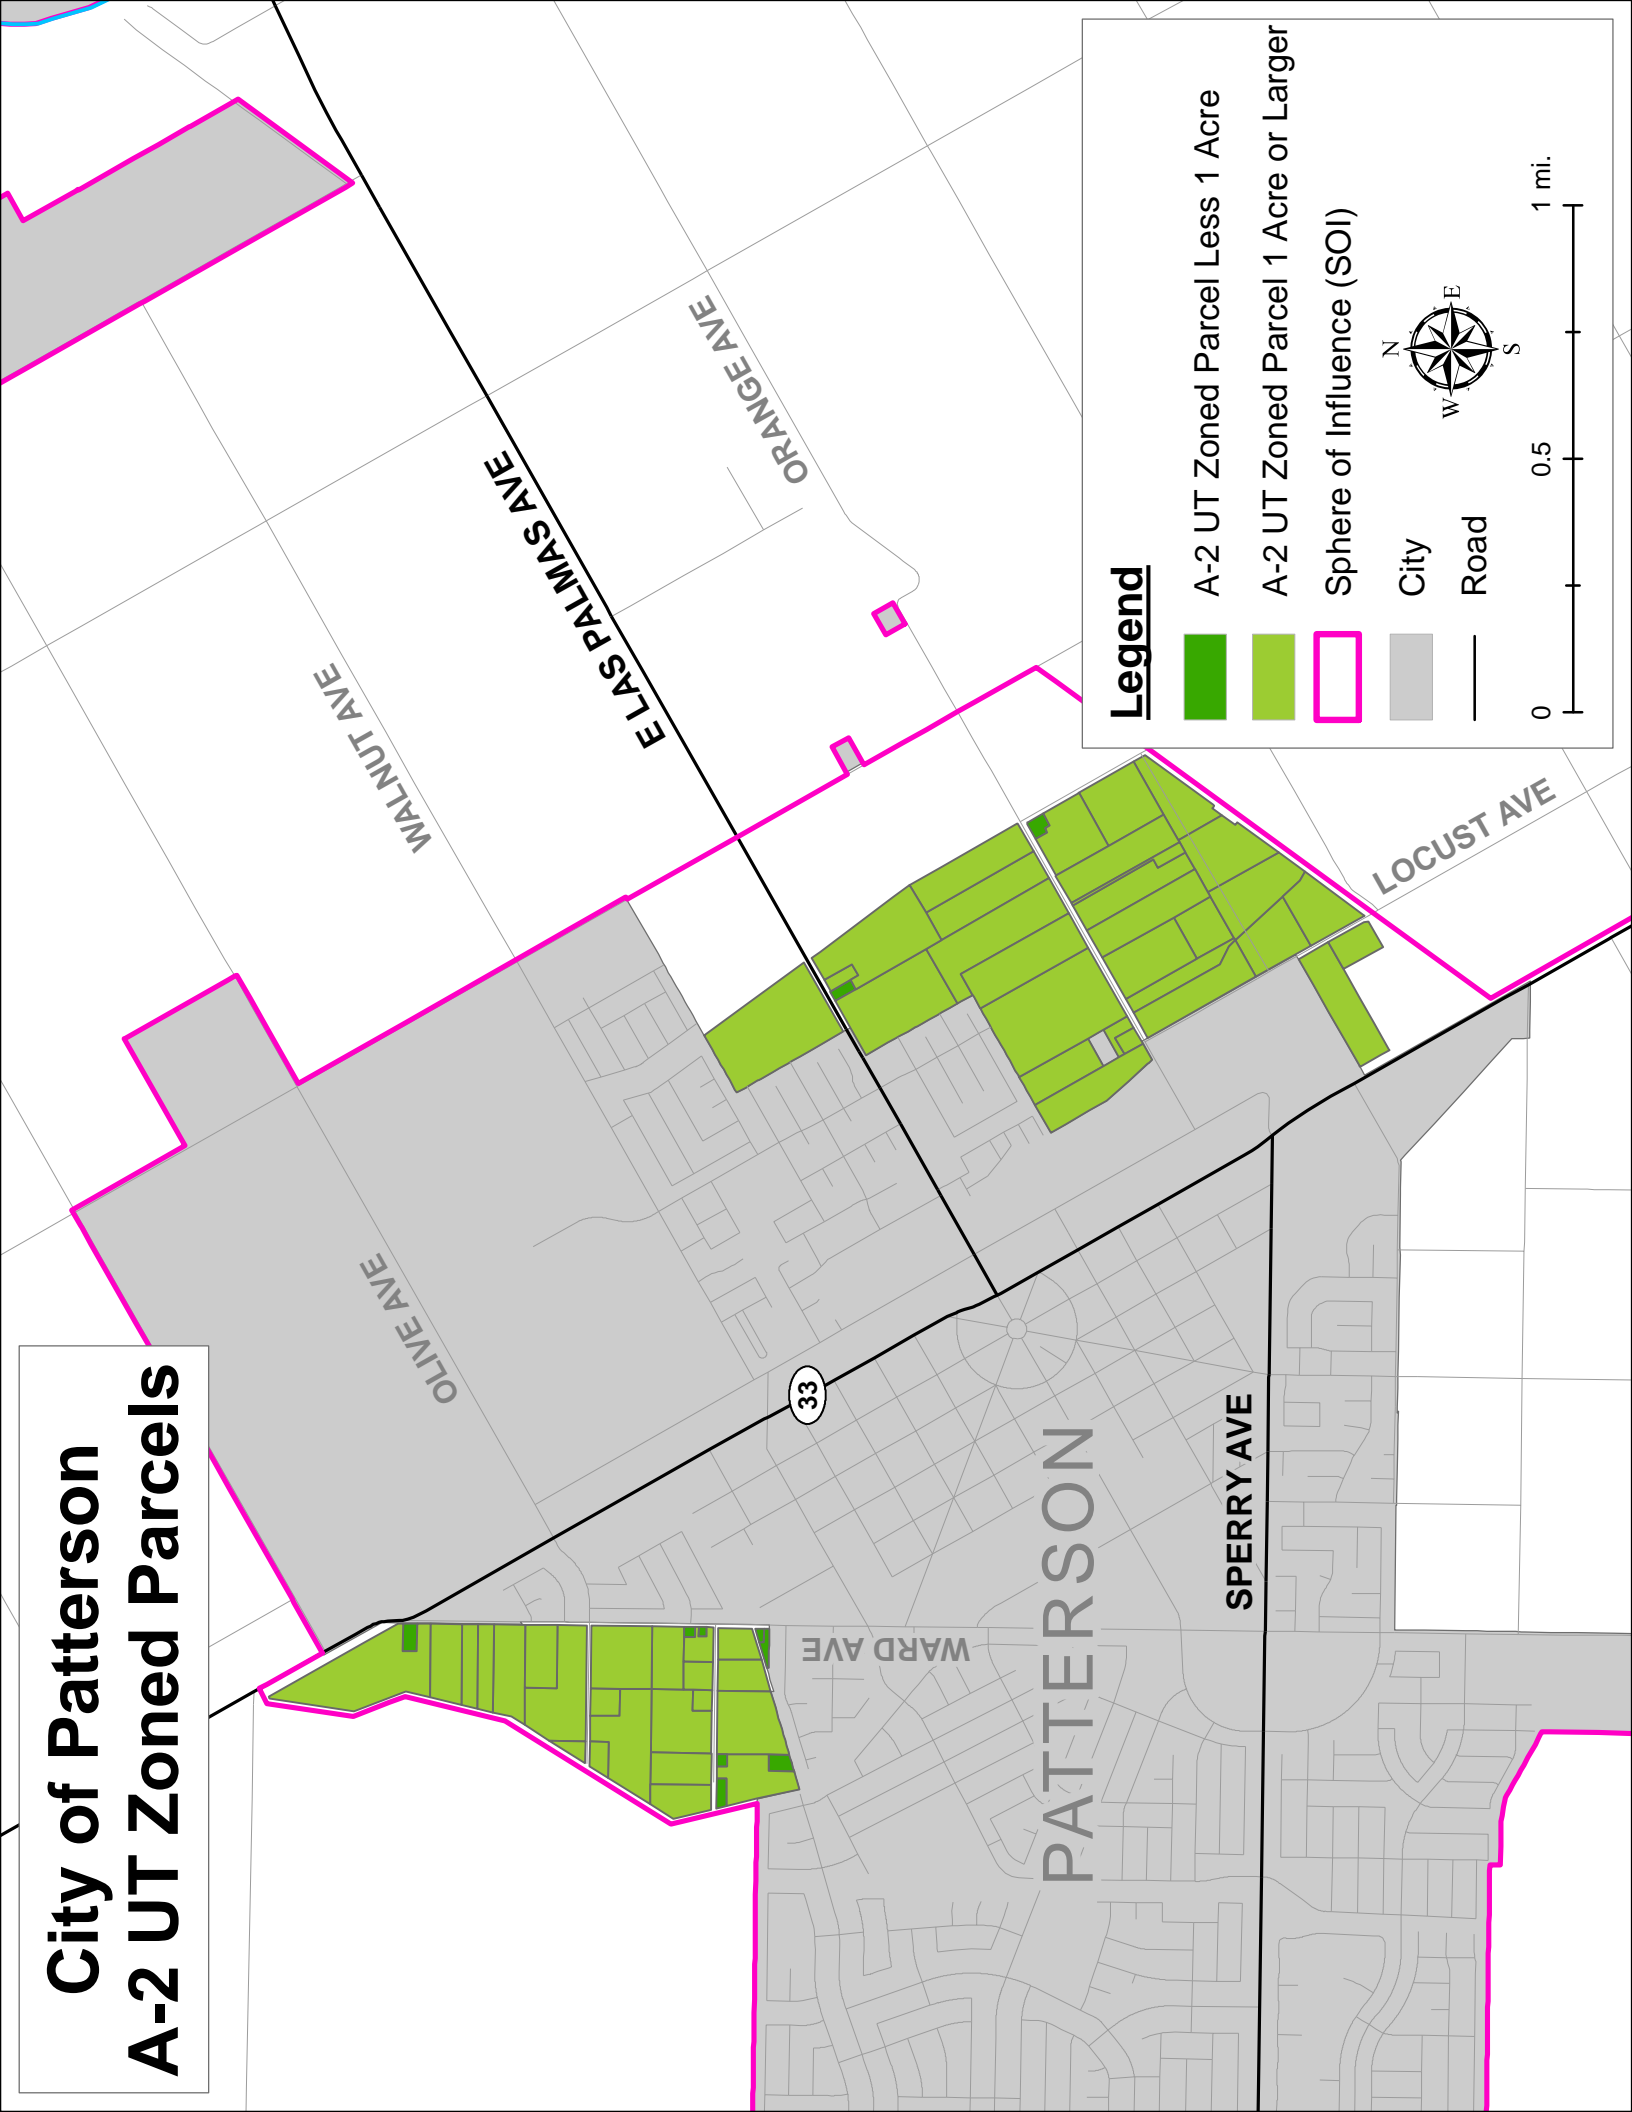 City of Patterson
A-2 UT Zoned Parcels
OLIVE AVE
WALNUT AVE
E LAS PALMAS AVE
ORANGE AVE
33
WARD AVE
PATTERSON
SPERRY AVE
LOCUST AVE
Legend
A-2 UT Zoned Parcel Less 1 Acre
A-2 UT Zoned Parcel 1 Acre or Larger
Sphere of Influence (SOI)
City
Road
N
W
E
S
0
0.5
1 mi.